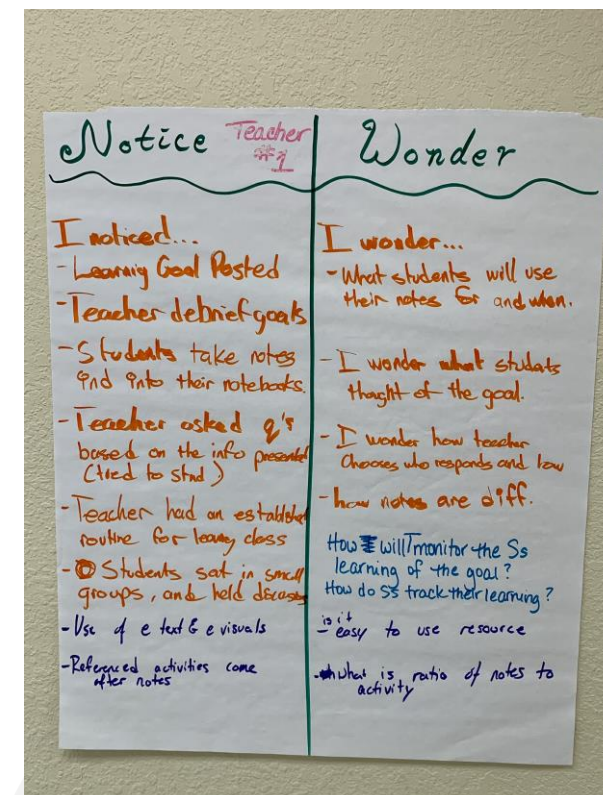 Notice
Teacher
#1
I noticed...
- Learnig Goal Posted
- Teacher debrief goals
- Students take notes
ind into their notebooks.
- Teacher asked q's
based on the info presented
(tied to stnd)
- Teacher had an established
routine for leavng class
- Students sat in small
groups, and held
- Use of e text & e visuals
- Referenced activities come
after notes
Wonder
I wonder...
- What students will use
their notes for and when.
- I wonder what students
thought of the goal.
- I wonder how teacher
chooses who responds and how
- how notes are diff.
How will T monitor the Ss
learning of the goal?
How do Ss track their learning?
- is it easy to use resource
- what is ratio of notes to
activity